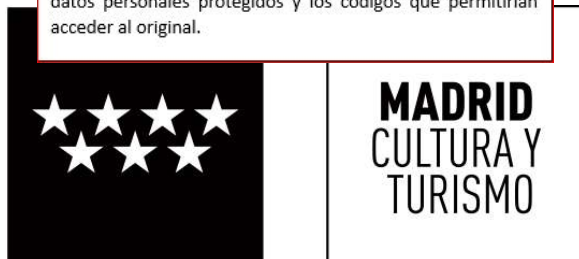 datos personales protegidos y los códigos que permitirían
acceder al original.
MADRID
CULTURA Y
TURISMO